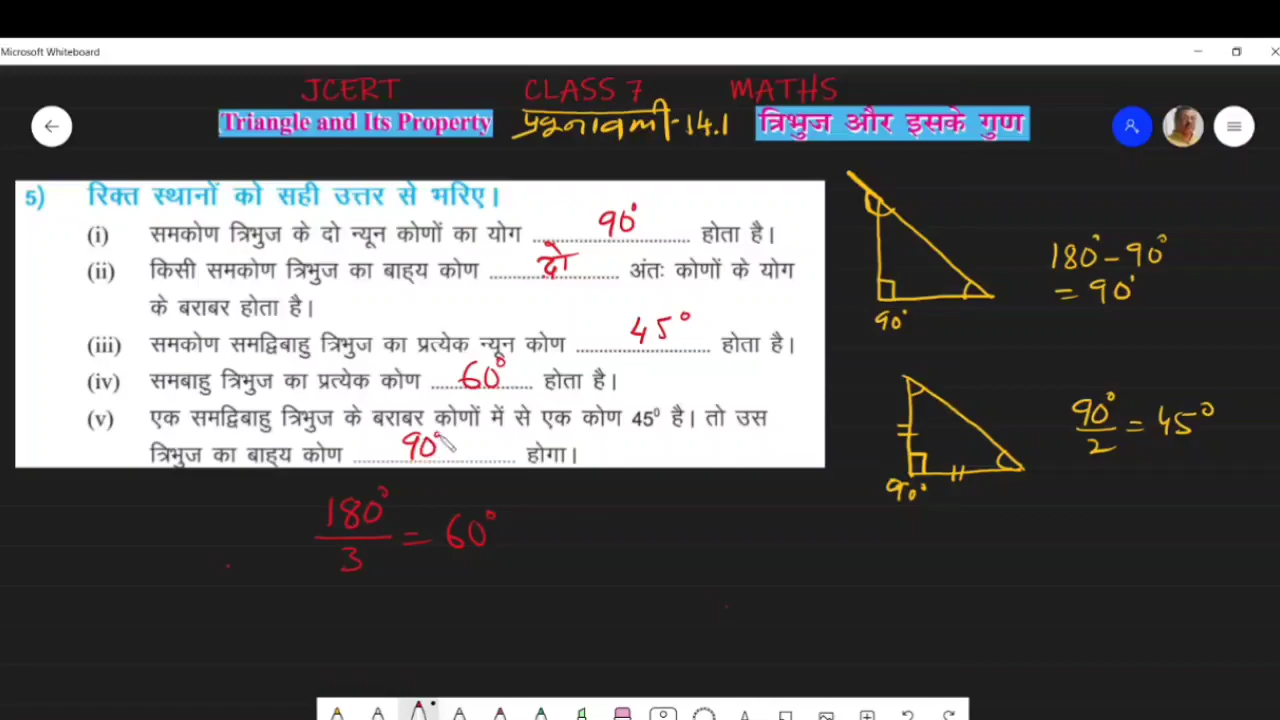 Microsoft Whiteboard
JCERT CLASS 7 MATHS
Triangle and Its Property प्रश्नावली-14.1 त्रिभुज और इसके गुण
5) रिक्त स्थानों को सही उत्तर से भरिए।
(i) समकोण त्रिभुज के दो न्यून कोणों का योग 90° होता है।
(ii) किसी समकोण त्रिभुज का बाह्य कोण दो अंतः कोणों के योग
के बराबर होता है।
(iii) समकोण समद्विबाहु त्रिभुज का प्रत्येक न्यून कोण 45° होता है।
(iv) समबाहु त्रिभुज का प्रत्येक कोण 60° होता है।
(v) एक समद्विबाहु त्रिभुज के बराबर कोणों में से एक कोण 45° है। तो उस
त्रिभुज का बाह्य कोण 90° होगा।
180°/3 = 60°
90°
180° - 90°
= 90°
90°
90°/2 = 45°